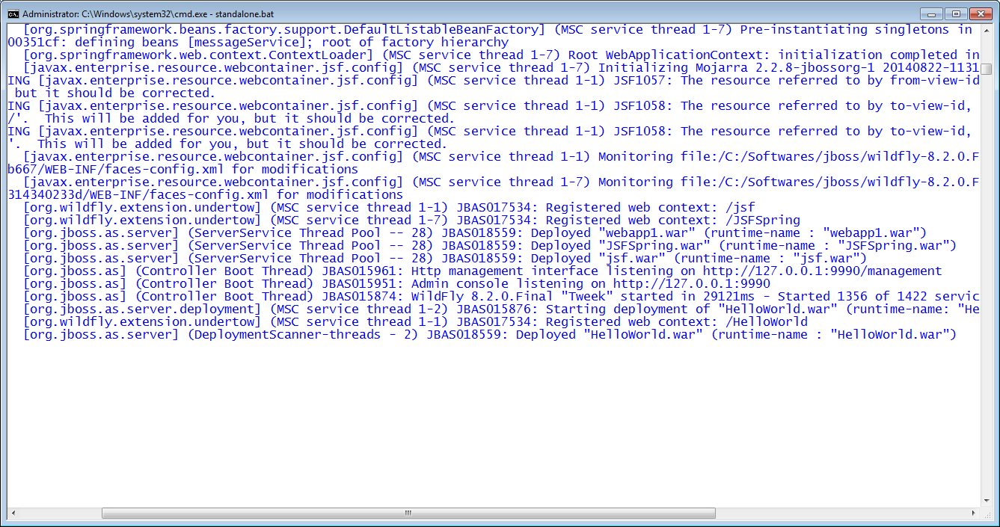 Administrator: C:\Windows\system32\cmd.exe - standalone.bat
[org.springframework.beans.factory.support.DefaultListableBeanFactory] (MSC service thread 1-7) Pre-instantiating singletons in
00351cf: defining beans [messageService]; root of factory hierarchy
[org.springframework.web.context.ContextLoader] (MSC service thread 1-7) Root WebApplicationContext: initialization completed in
[javax.enterprise.resource.webcontainer.jsf.config] (MSC service thread 1-7) Initializing Mojarra 2.2.8-jbossorg-1 20140822-1131
ING [javax.enterprise.resource.webcontainer.jsf.config] (MSC service thread 1-1) JSF1057: The resource referred to by from-view-id
but it should be corrected.
ING [javax.enterprise.resource.webcontainer.jsf.config] (MSC service thread 1-1) JSF1058: The resource referred to by to-view-id,
/'.  This will be added for you, but it should be corrected.
ING [javax.enterprise.resource.webcontainer.jsf.config] (MSC service thread 1-1) JSF1058: The resource referred to by to-view-id,
'.  This will be added for you, but it should be corrected.
[javax.enterprise.resource.webcontainer.jsf.config] (MSC service thread 1-1) Monitoring file:/C:/Softwares/jboss/wildfly-8.2.0.F
b667/WEB-INF/faces-config.xml for modifications
[javax.enterprise.resource.webcontainer.jsf.config] (MSC service thread 1-7) Monitoring file:/C:/Softwares/jboss/wildfly-8.2.0.F
314340233d/WEB-INF/faces-config.xml for modifications
[org.wildfly.extension.undertow] (MSC service thread 1-1) JBAS017534: Registered web context: /jsf
[org.wildfly.extension.undertow] (MSC service thread 1-7) JBAS017534: Registered web context: /JSFSpring
[org.jboss.as.server] (ServerService Thread Pool -- 28) JBAS018559: Deployed "webapp1.war" (runtime-name : "webapp1.war")
[org.jboss.as.server] (ServerService Thread Pool -- 28) JBAS018559: Deployed "JSFSpring.war" (runtime-name : "JSFSpring.war")
[org.jboss.as.server] (ServerService Thread Pool -- 28) JBAS018559: Deployed "jsf.war" (runtime-name : "jsf.war")
[org.jboss.as] (Controller Boot Thread) JBAS015961: Http management interface listening on http://127.0.0.1:9990/management
[org.jboss.as] (Controller Boot Thread) JBAS015951: Admin console listening on http://127.0.0.1:9990
[org.jboss.as] (Controller Boot Thread) JBAS015874: WildFly 8.2.0.Final "Tweek" started in 29121ms - Started 1356 of 1422 servic
[org.jboss.as.server.deployment] (MSC service thread 1-2) JBAS015876: Starting deployment of "HelloWorld.war" (runtime-name: "He
[org.wildfly.extension.undertow] (MSC service thread 1-1) JBAS017534: Registered web context: /HelloWorld
[org.jboss.as.server] (DeploymentScanner-threads - 2) JBAS018559: Deployed "HelloWorld.war" (runtime-name : "HelloWorld.war")